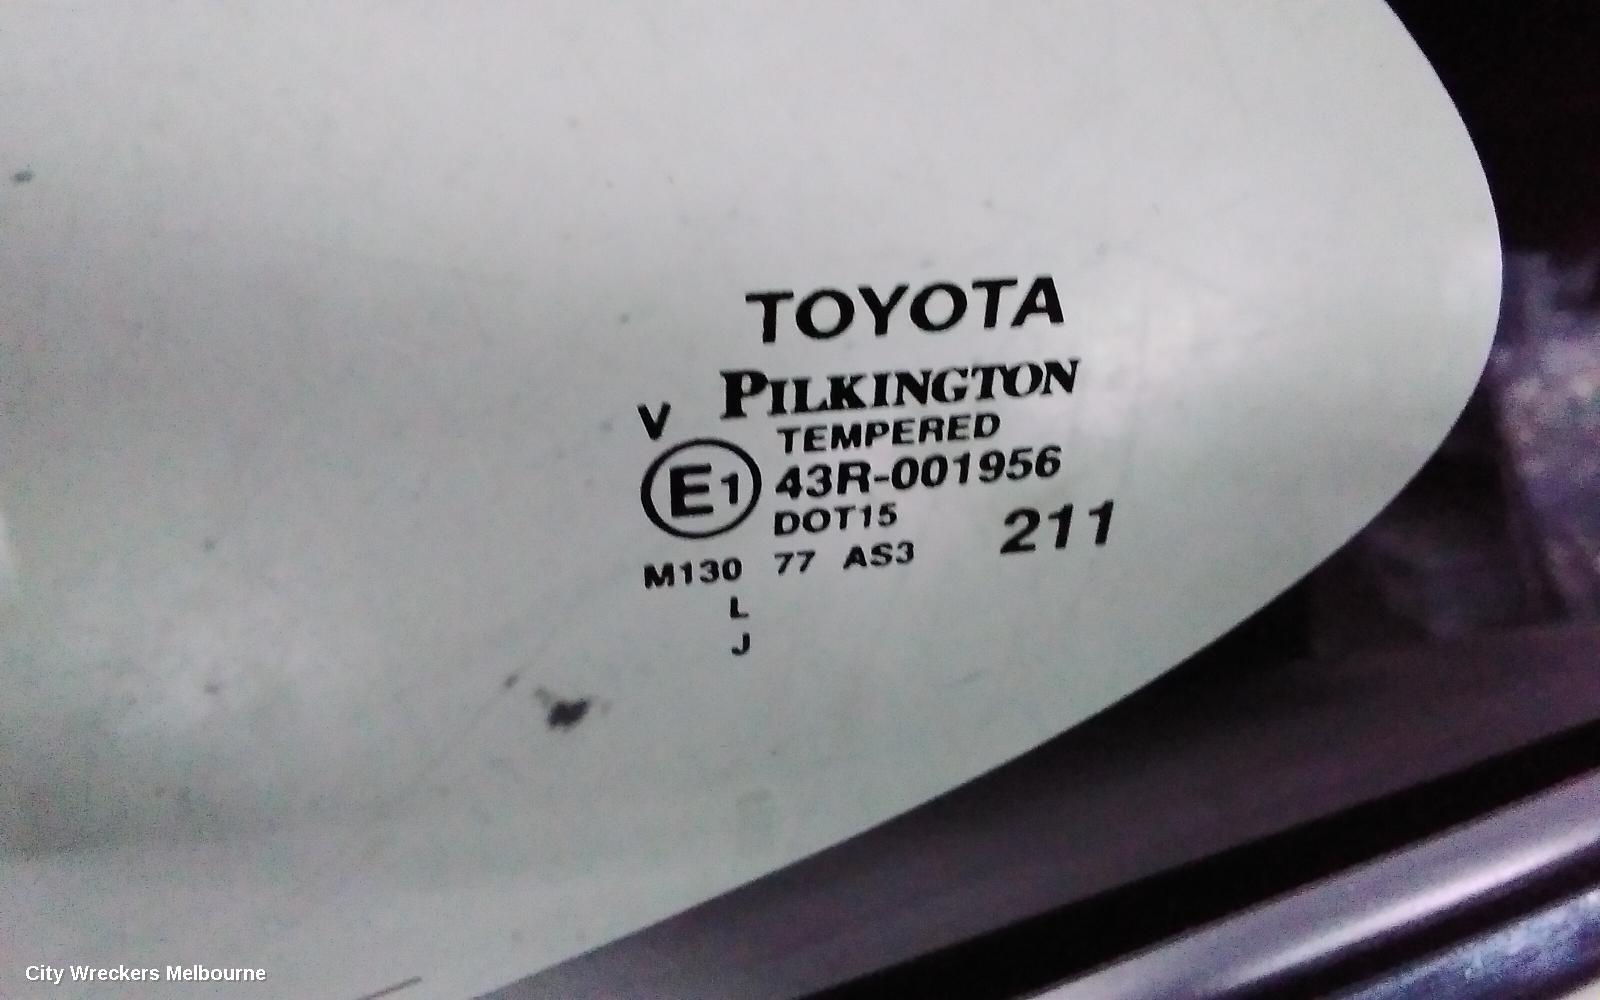 TOYOTA
V PILKINGTON
TEMPERED
E1 43R-001956
DOT15 211
M130 77 AS3
L
J
City Wreckers Melbourne